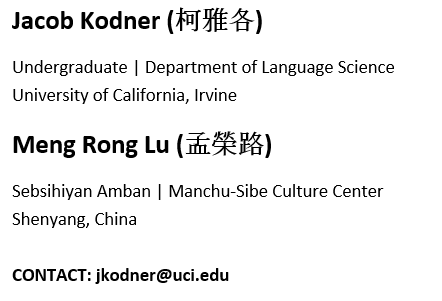 Jacob Kodner (柯雅各)
Undergraduate | Department of Language Science
University of California, Irvine
Meng Rong Lu (孟榮路)
Sebsihiyan Amban | Manchu-Sibe Culture Center
Shenyang, China
CONTACT: jkodner@uci.edu